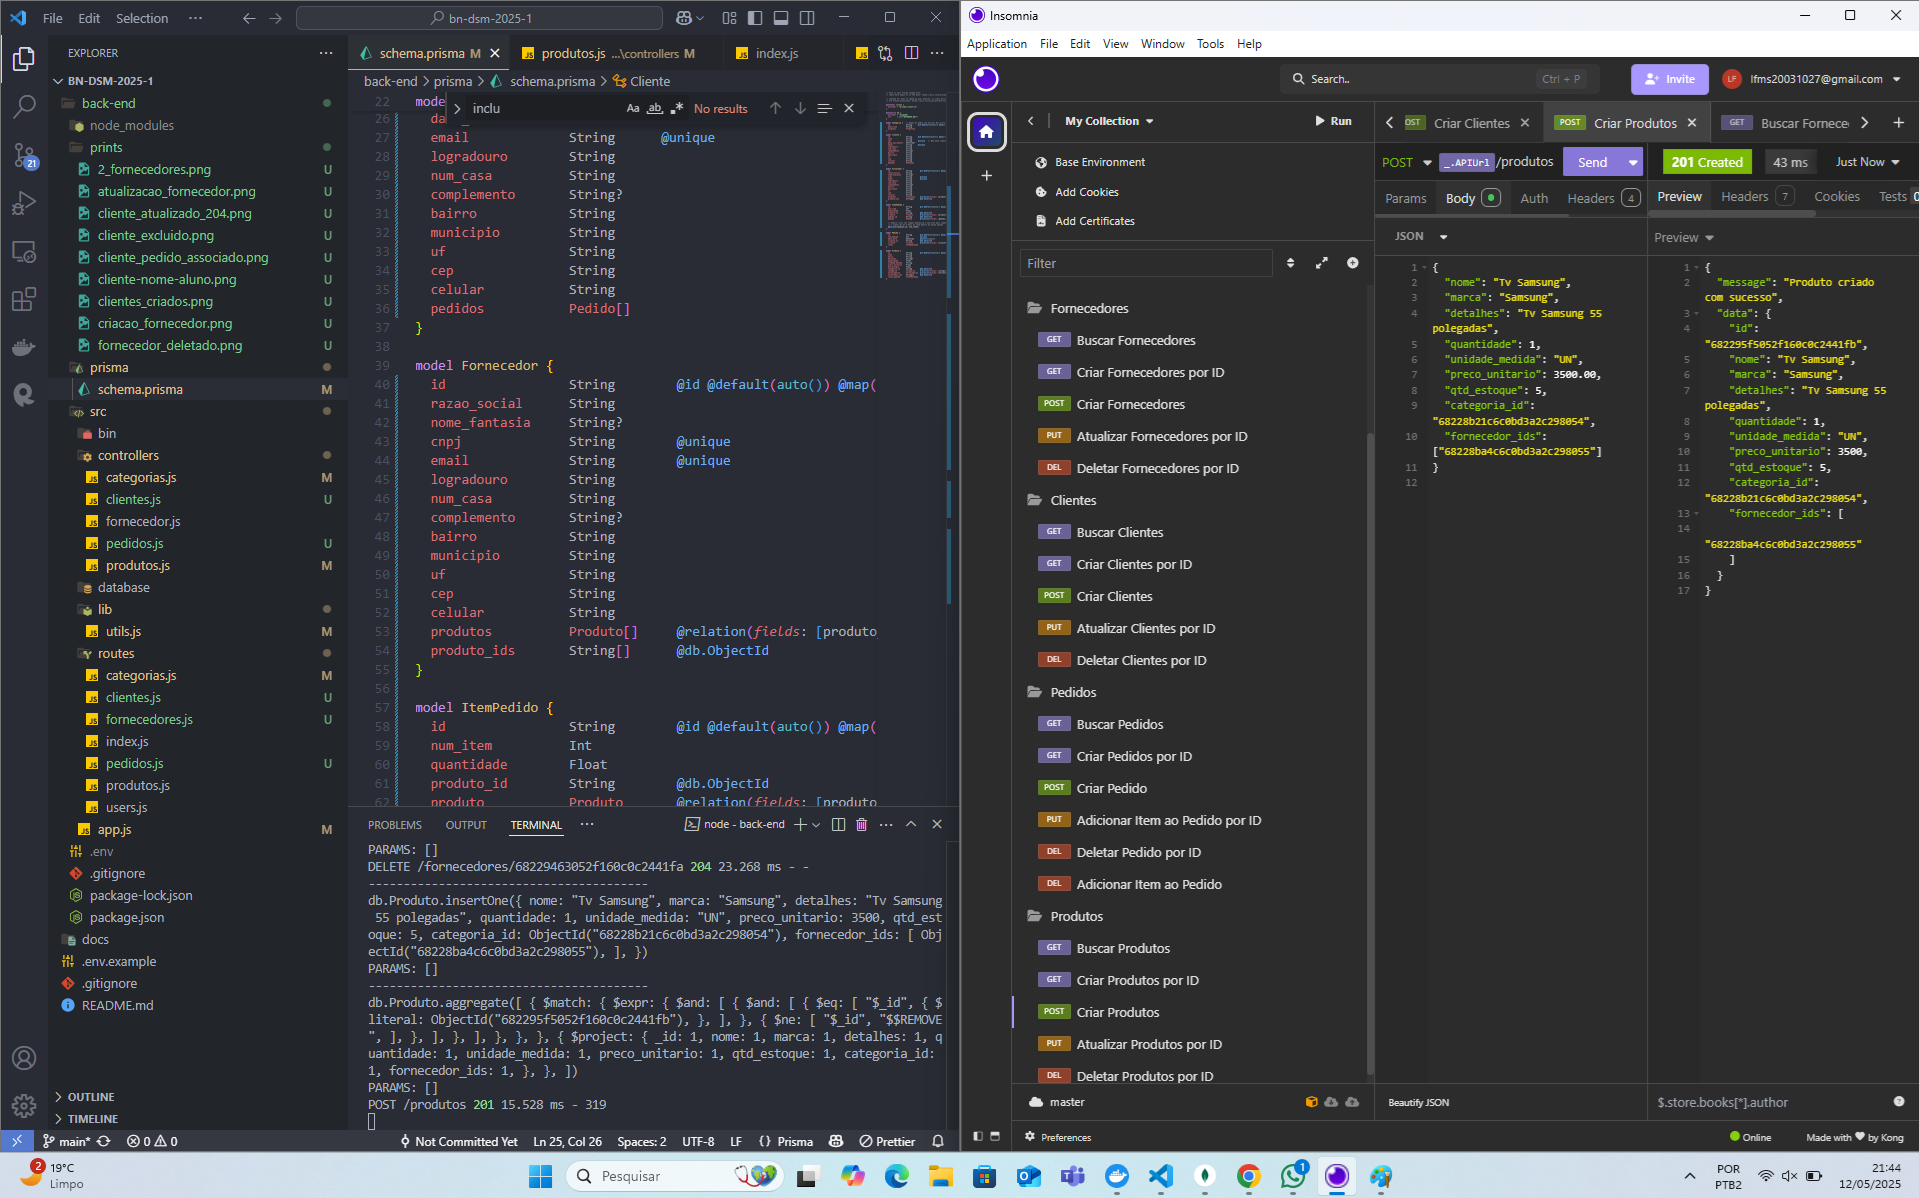 File Edit Selection ··· bn-dsm-2025-1
EXPLORER
BN-DSM-2025-1
back-end
node_modules
prints
2_fornecedores.png U
atualizacao_fornecedor.png U
cliente_atualizado_204.png U
cliente_excluido.png U
cliente_pedido_associado.png U
cliente-nome-aluno.png U
clientes_criados.png U
criacao_fornecedor.png U
fornecedor_deletado.png U
prisma
schema.prisma M
src
bin
controllers
categorias.js M
clientes.js U
fornecedor.js
pedidos.js U
produtos.js M
database
lib
utils.js M
routes
categorias.js M
clientes.js U
fornecedores.js U
index.js
pedidos.js U
produtos.js
users.js
app.js M
.env
.gitignore
package-lock.json
package.json
docs
.env.example
.gitignore
README.md
OUTLINE
TIMELINE
21
schema.prisma M produtos.js ...\controllers M index.js
back-end > prisma > schema.prisma > Cliente
inclu Aa ab No results
22 mode
26 da
27 email String @unique
28 logradouro String
29 num_casa String
30 complemento String?
31 bairro String
32 municipio String
33 uf String
34 cep String
35 celular String
36 pedidos Pedido[]
37 }
38
39 model Fornecedor {
40 id String @id @default(auto()) @map(
41 razao_social String
42 nome_fantasia String?
43 cnpj String @unique
44 email String @unique
45 logradouro String
46 num_casa String
47 complemento String?
48 bairro String
49 municipio String
50 uf String
51 cep String
52 celular String
53 produtos Produto[] @relation(fields: [produto
54 produto_ids String[] @db.ObjectId
55 }
56
57 model ItemPedido {
58 id String @id @default(auto()) @map(
59 num_item Int
60 quantidade Float
61 produto_id String @db.ObjectId
62 produto Produto @relation(fields: [produto
PROBLEMS OUTPUT TERMINAL ··· node - back-end
PARAMS: []
DELETE /fornecedores/68229463052f160c0c2441fa 204 23.268 ms - -
----------------------------------------
db.Produto.insertOne({ nome: "Tv Samsung", marca: "Samsung", detalhes: "Tv Samsung
55 polegadas", quantidade: 1, unidade_medida: "UN", preco_unitario: 3500, qtd_est
oque: 5, categoria_id: ObjectId("68228b21c6c0bd3a2c298054"), fornecedor_ids: [ Obj
ectId("68228ba4c6c0bd3a2c298055"), ], })
PARAMS: []
----------------------------------------
db.Produto.aggregate([ { $match: { $expr: { $and: [ { $and: [ { $eq: [ "$_id", { $
literal: ObjectId("682295f5052f160c0c2441fb"), }, ], }, { $ne: [ "$_id", "$$REMOVE
", ], }, ], }, ], }, }, }, { $project: { _id: 1, nome: 1, marca: 1, detalhes: 1, q
uantidade: 1, unidade_medida: 1, preco_unitario: 1, qtd_estoque: 1, categoria_id:
1, fornecedor_ids: 1, }, }, ])
PARAMS: []
POST /produtos 201 15.528 ms - 319
main* 0 0 Not Committed Yet Ln 25, Col 26 Spaces: 2 UTF-8 LF {} Prisma Prettier
Insomnia
Application File Edit View Window Tools Help
Search.. Ctrl + P Invite LF lfms20031027@gmail.com
My Collection Run
Base Environment
Add Cookies
Add Certificates
Filter
Fornecedores
GET Buscar Fornecedores
GET Criar Fornecedores por ID
POST Criar Fornecedores
PUT Atualizar Fornecedores por ID
DEL Deletar Fornecedores por ID
Clientes
GET Buscar Clientes
GET Criar Clientes por ID
POST Criar Clientes
PUT Atualizar Clientes por ID
DEL Deletar Clientes por ID
Pedidos
GET Buscar Pedidos
GET Criar Pedidos por ID
POST Criar Pedido
PUT Adicionar Item ao Pedido por ID
DEL Deletar Pedido por ID
DEL Adicionar Item ao Pedido
Produtos
GET Buscar Produtos
GET Criar Produtos por ID
POST Criar Produtos
PUT Atualizar Produtos por ID
DEL Deletar Produtos por ID
master
Preferences
OST Criar Clientes POST Criar Produtos GET Buscar Fornece
POST _.APIUrl /produtos Send
Params Body Auth Headers 4
JSON
1 {
2 "nome": "Tv Samsung",
3 "marca": "Samsung",
4 "detalhes": "Tv Samsung 55
polegadas",
5 "quantidade": 1,
6 "unidade_medida": "UN",
7 "preco_unitario": 3500.00,
8 "qtd_estoque": 5,
9 "categoria_id":
"68228b21c6c0bd3a2c298054",
10 "fornecedor_ids":
["68228ba4c6c0bd3a2c298055"]
11 }
12
Beautify JSON
201 Created 43 ms Just Now
Preview Headers 7 Cookies Tests 0
Preview
1 {
2 "message": "Produto criado
com sucesso",
3 "data": {
4 "id":
"682295f5052f160c0c2441fb",
5 "nome": "Tv Samsung",
6 "marca": "Samsung",
7 "detalhes": "Tv Samsung 55
polegadas",
8 "quantidade": 1,
9 "unidade_medida": "UN",
10 "preco_unitario": 3500,
11 "qtd_estoque": 5,
12 "categoria_id":
"68228b21c6c0bd3a2c298054",
13 "fornecedor_ids": [
14
"68228ba4c6c0bd3a2c298055"
15 ]
16 }
17 }
$.store.books[*].author
Online Made with ♥ by Kong
2 19°C
Limpo
Pesquisar
1
POR
PTB2
21:44
12/05/2025